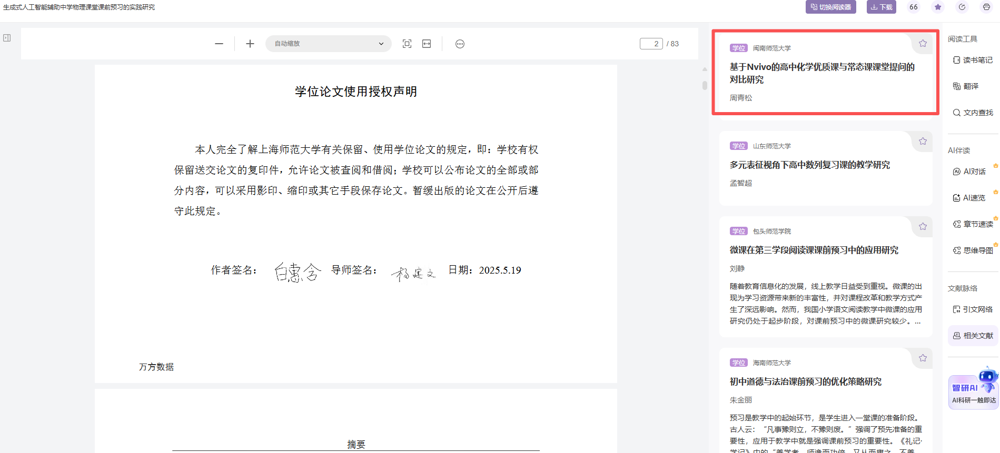 生成式人工智能辅助中学物理课堂课前预习的实践研究
切换阅读器
下载
66
自动缩放
2 / 83
学位论文使用授权声明
本人完全了解上海师范大学有关保留、使用学位论文的规定，即：学校有权
保留送交论文的复印件，允许论文被查阅和借阅；学校可以公布论文的全部或部
分内容，可以采用影印、缩印或其它手段保存论文。暂缓出版的论文在公开后遵
守此规定。
作者签名： 白惠含 导师签名： 杨建文 日期：2025.5.19
万方数据
摘要
学位 闽南师范大学
基于Nvivo的高中化学优质课与常态课课堂提问的
对比研究
周青松
学位 山东师范大学
多元表征视角下高中数列复习课的教学研究
孟智超
学位 包头师范学院
微课在第三学段阅读课课前预习中的应用研究
刘静
随着教育信息化的发展，线上教学日益受到重视。微课的出
现为学习资源带来新的丰富性，并对课程改革和教学方式产
生了深远影响。然而，我国小学语文阅读教学中微课的应用
研究仍处于起步阶段，对课前预习中的微课研究较少。...
学位 海南师范大学
初中道德与法治课前预习的优化策略研究
朱金丽
预习是教学中的起始环节，是学生进入一堂课的准备阶段。
古人云：“凡事豫则立，不豫则废。”强调了预先准备的重
要性，应用于教学中就是强调课前预习的重要性。《礼记·
学记》中的“善学者，师逸而功倍，又从而庸之。不善
阅读工具
读书笔记
翻译
文内查找
AI伴读
AI对话
AI速览
章节速读
思维导图
文献脉络
引文网络
相关文献
智研AI
AI科研一触即达